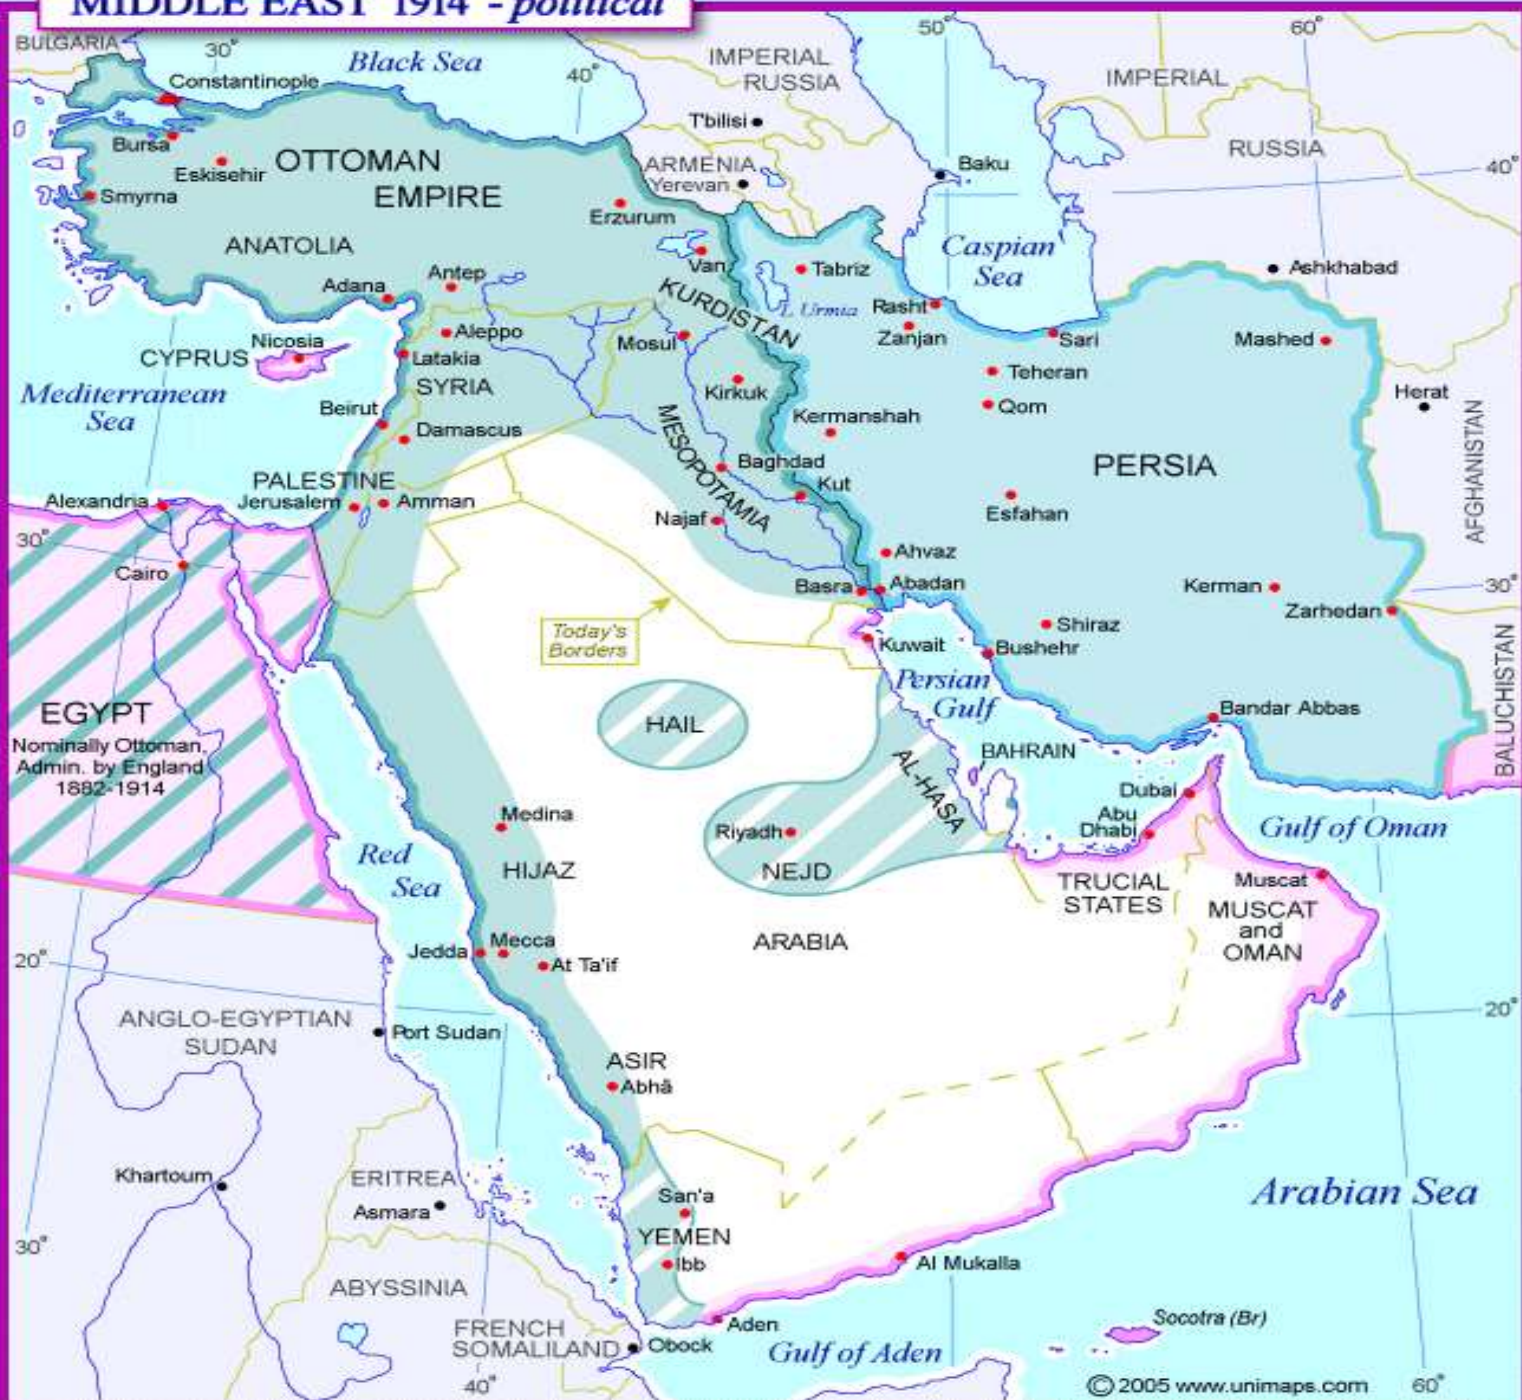 MIDDLE EAST 1914 - political
BULGARIA
30°
Black Sea
40°
IMPERIAL
RUSSIA
50°
60°
IMPERIAL
RUSSIA
Constantinople
T'bilisi
Bursa
Eskisehir
OTTOMAN
EMPIRE
ARMENIA
Yerevan
Baku
40°
Smyrna
Erzurum
ANATOLIA
Caspian
Sea
Van
Tabriz
Ashkhabad
Antep
Adana
KURDISTAN
L Urmia
Rasht
Zanjan
Sari
Mashed
Nicosia
CYPRUS
Aleppo
Latakia
Mosul
SYRIA
Teheran
Kirkuk
Qom
Herat
Mediterranean
Sea
Beirut
Damascus
Kermanshah
MESOPOTAMIA
Baghdad
PERSIA
AFGHANISTAN
PALESTINE
Jerusalem
Amman
Alexandria
Kut
Najaf
Esfahan
30°
Cairo
Ahvaz
Basra
Abadan
Kerman
30°
Zarhedan
Today's
Borders
Kuwait
Shiraz
Bushehr
Persian
Gulf
BALUCHISTAN
EGYPT
Nominally Ottoman,
Admin. by England
1882-1914
HAIL
Bandar Abbas
BAHRAIN
AL-HASA
Dubai
Abu
Dhabi
Gulf of Oman
Medina
Riyadh
Red
Sea
HIJAZ
NEJD
TRUCIAL
STATES
Muscat
MUSCAT
and
OMAN
ARABIA
Jedda
Mecca
At Ta'if
20°
20°
ANGLO-EGYPTIAN
SUDAN
Port Sudan
ASIR
Abhā
Khartoum
ERITREA
Asmara
San'a
YEMEN
Ibb
Arabian Sea
30°
ABYSSINIA
Al Mukalla
FRENCH
SOMALILAND
Obock
Aden
Gulf of Aden
Socotra (Br)
40°
© 2005 www.unimaps.com
60°